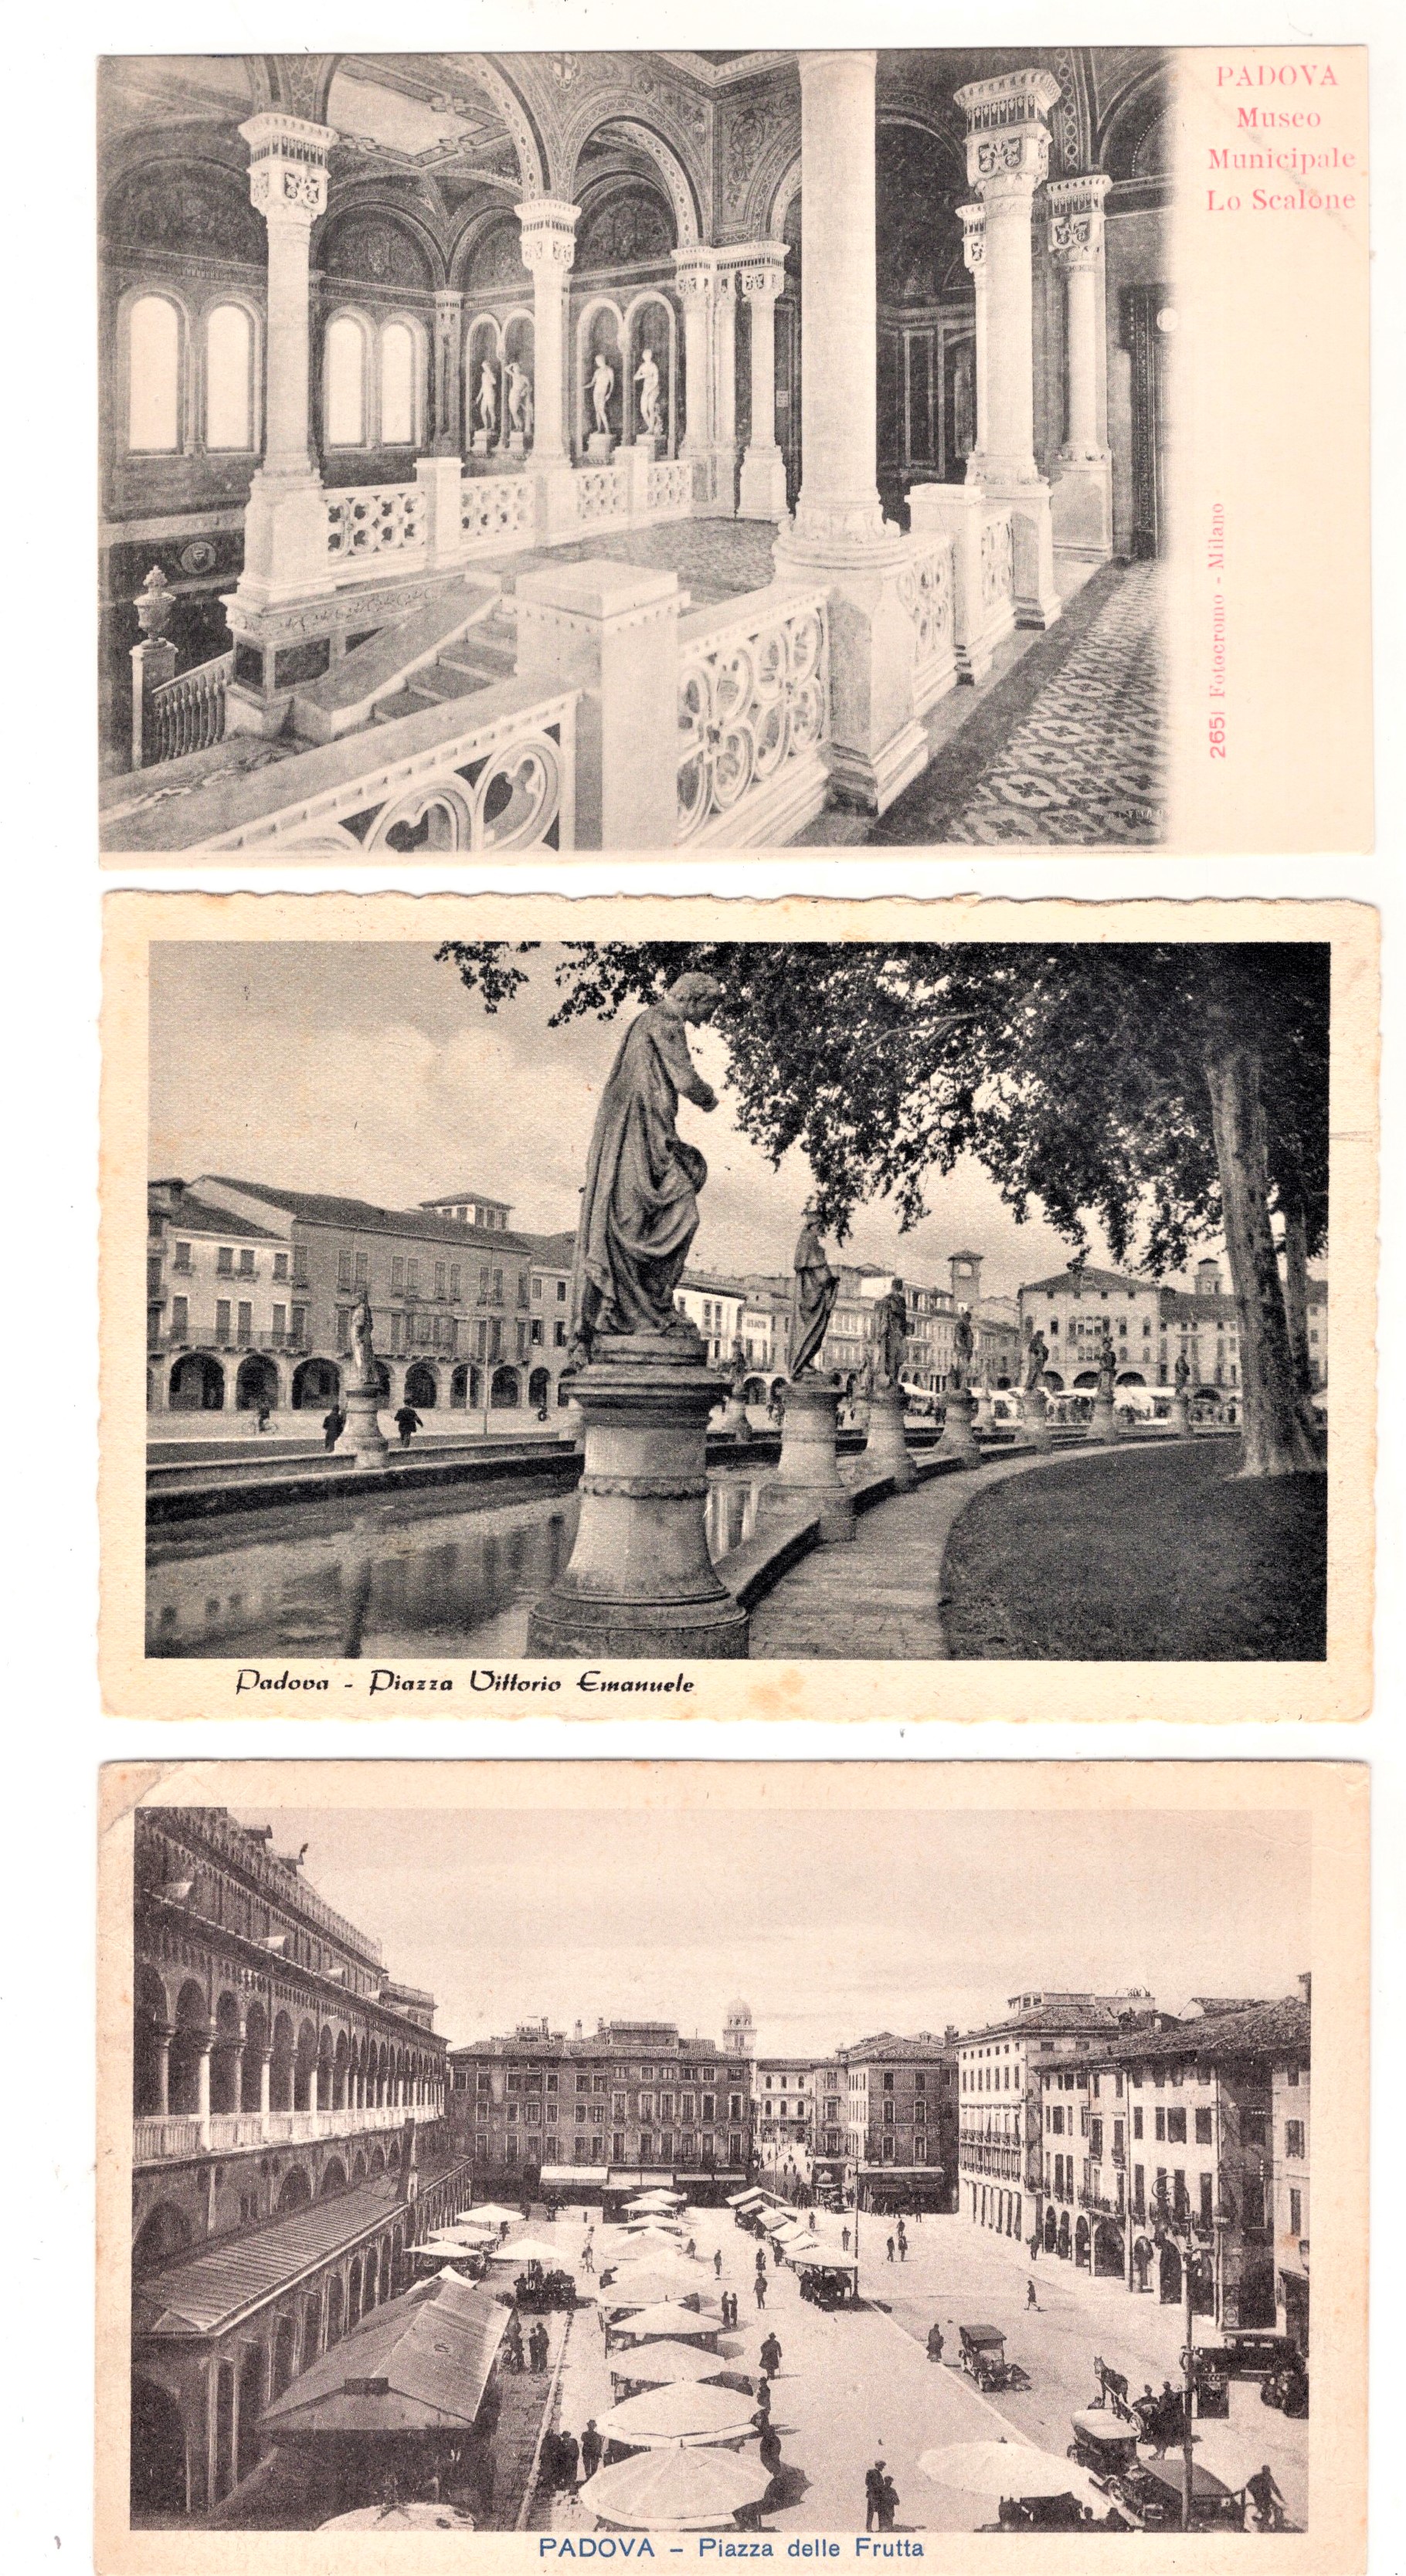 PADOVA
Museo
Municipale
Lo Scalone
2651 Fotocromo - Milano
Padova - Piazza Vittorio Emanuele
PADOVA - Piazza delle Frutta